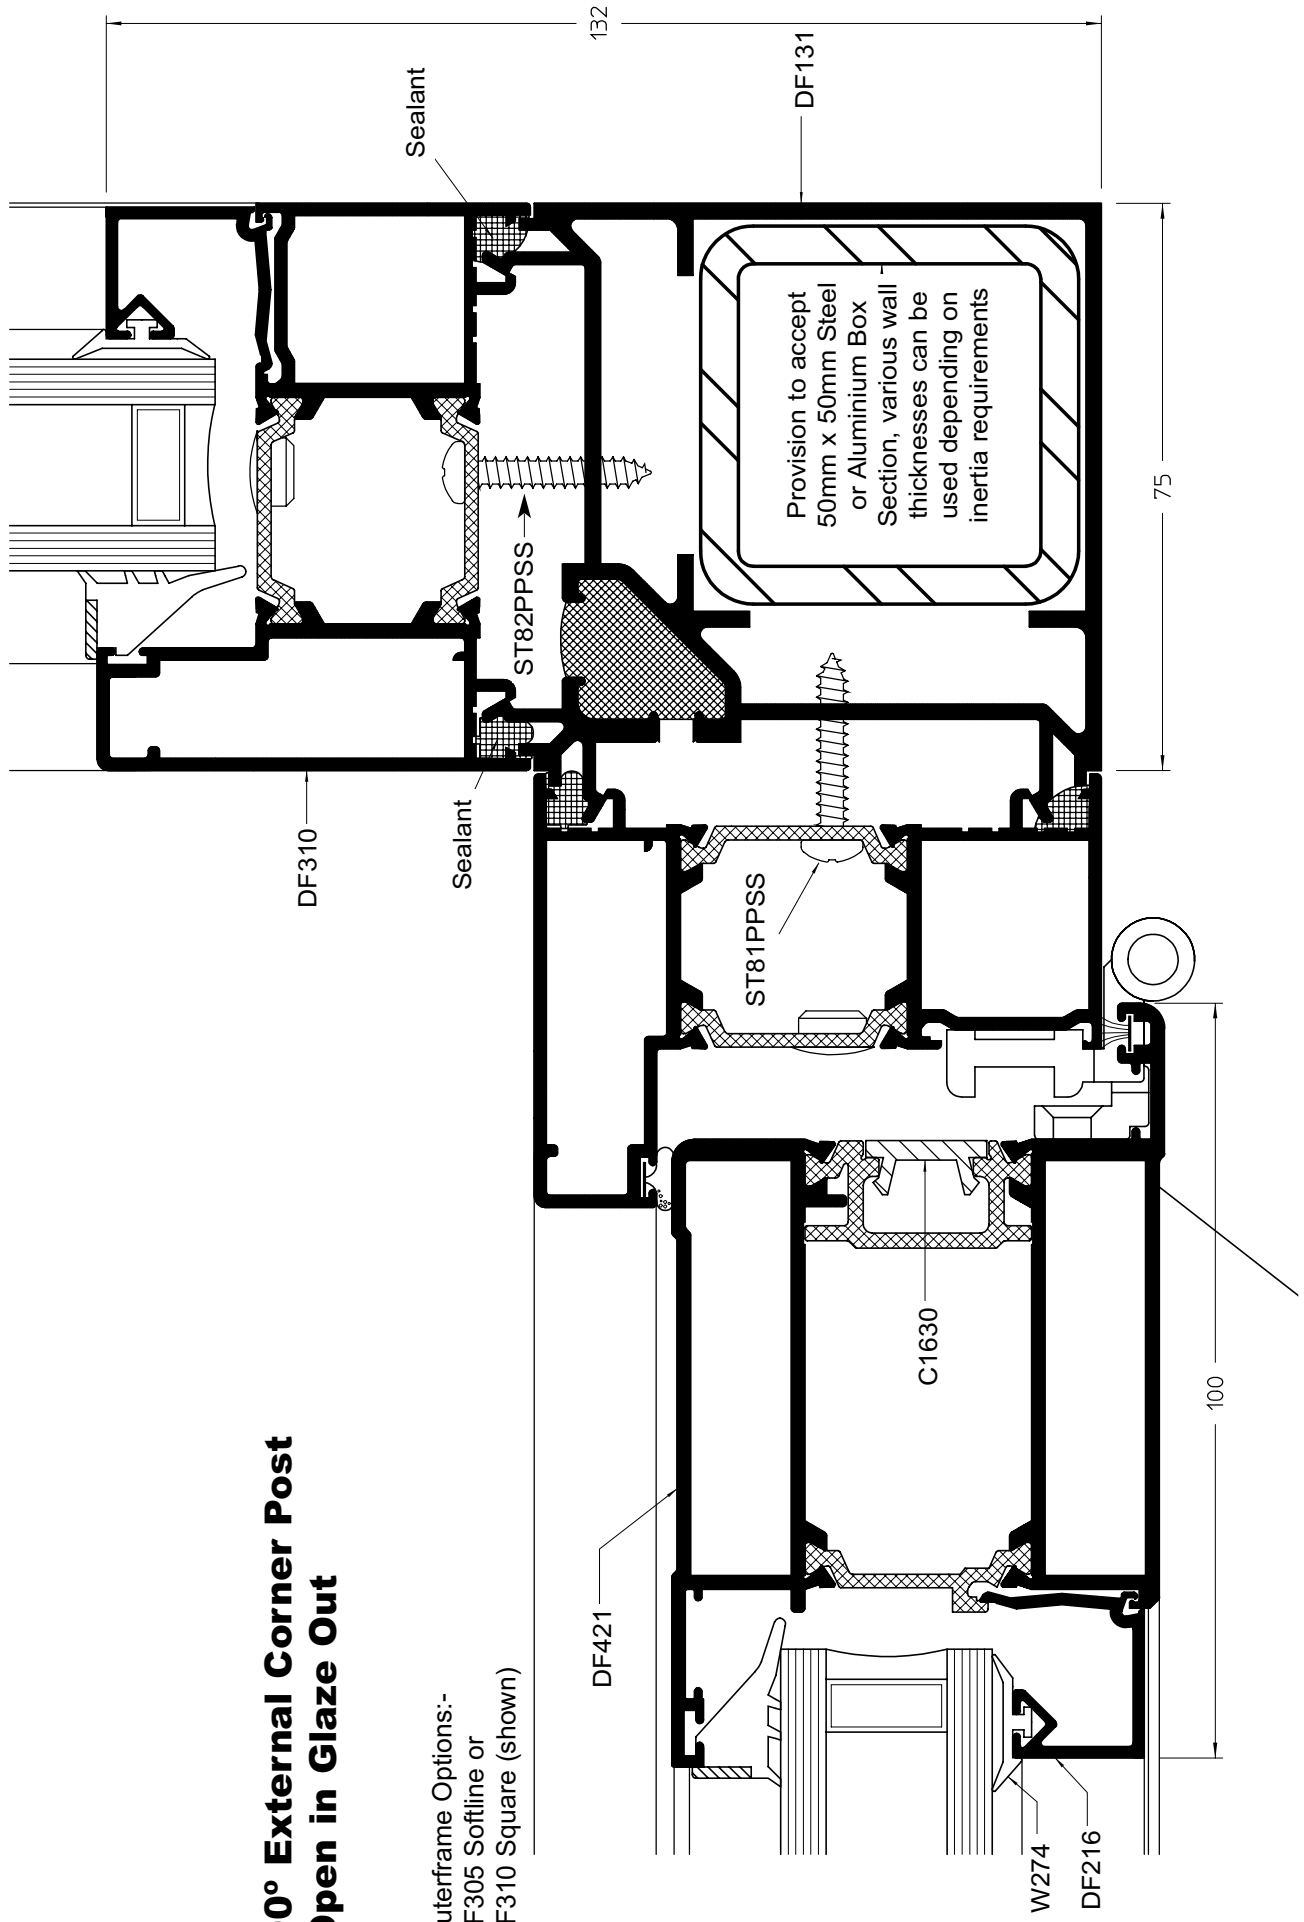 90º External Corner Post
Open in Glaze Out
uterframe Options:-
F305 Softline or
F310 Square (shown)
DF310
Sealant
Sealant
132
ST82PPSS
DF421
ST81PPSS
DF131
Provision to accept
50mm x 50mm Steel
or Aluminium Box
Section, various wall
thicknesses can be
used depending on
inertia requirements
C1630
W274
DF216
75
100